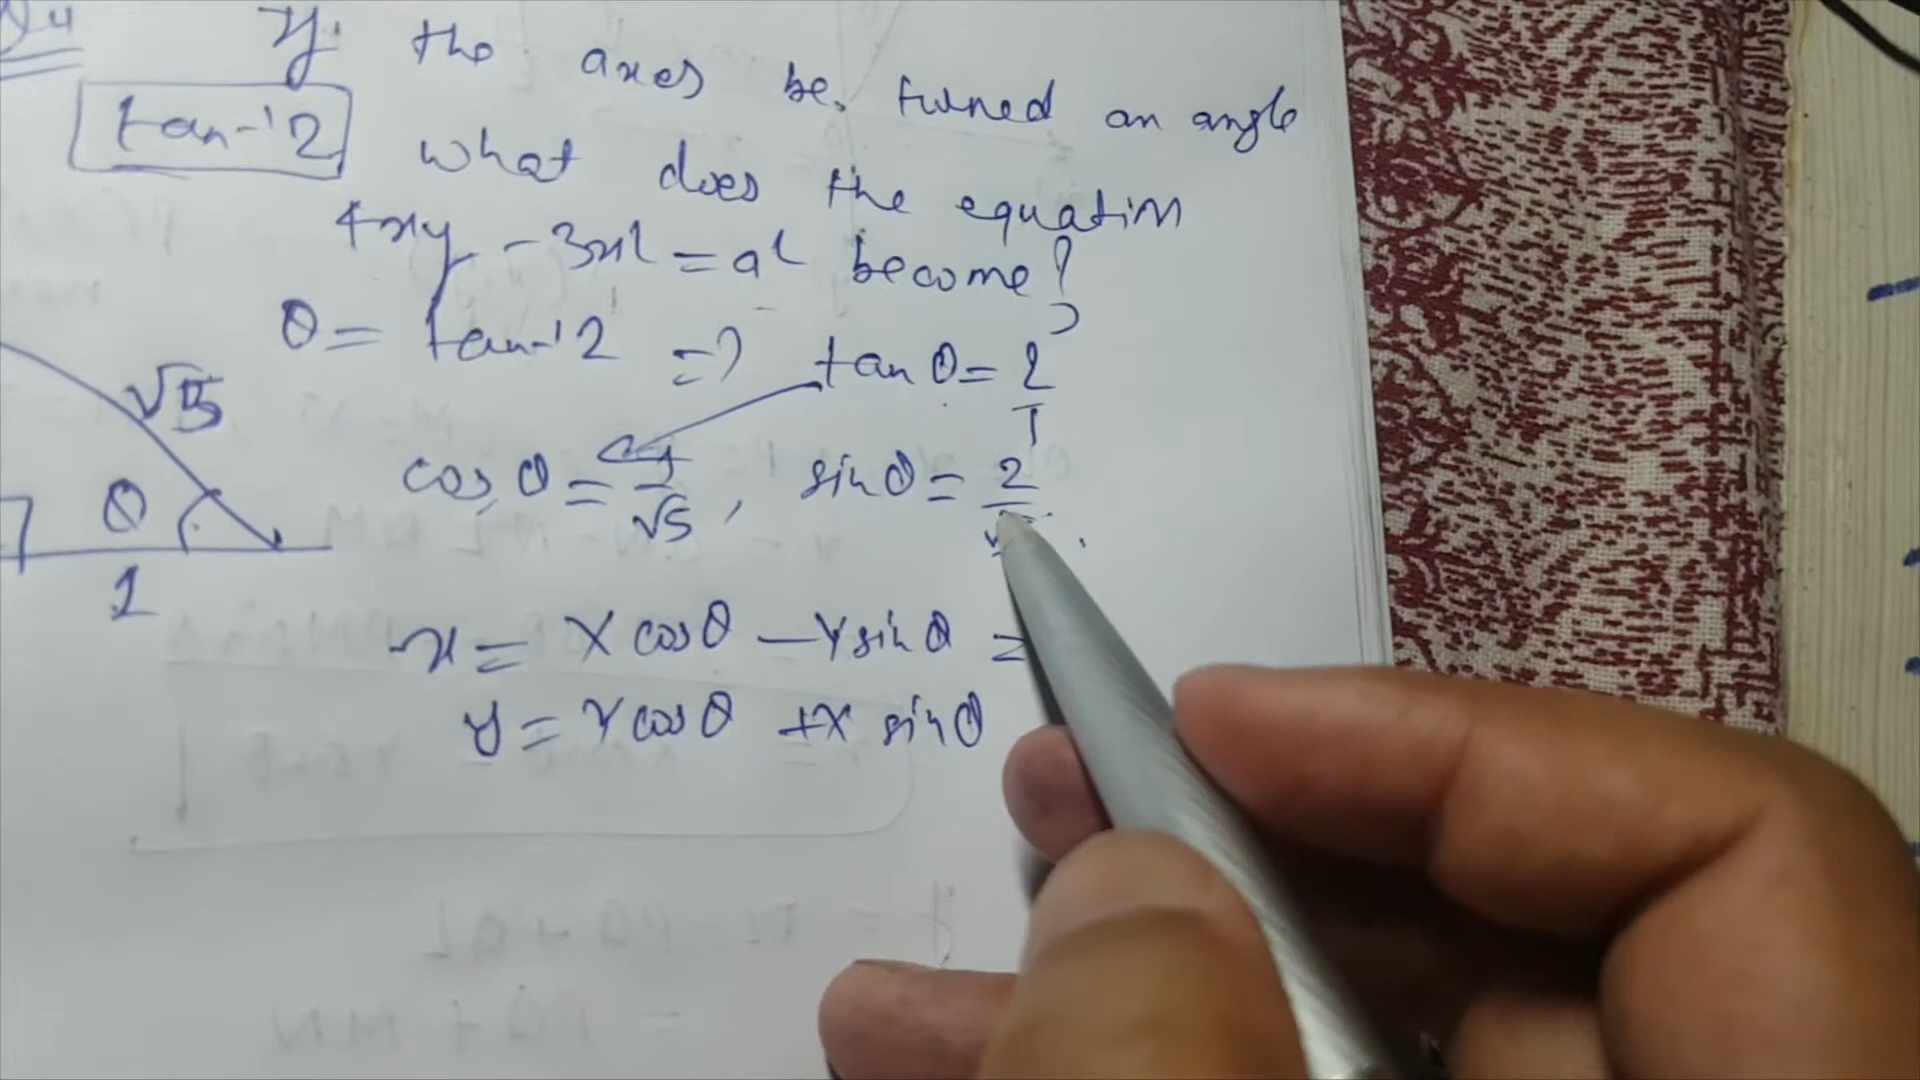 If the axes be turned an angle
tan⁻¹2 what does the equation
4xy - 3x² = a² become?
θ = tan⁻¹2 => tan θ = 2/1
√5
cos θ = 1/√5, sin θ = 2/
θ
1
x = X cos θ - Y sin θ =
y = Y cos θ + X sin θ